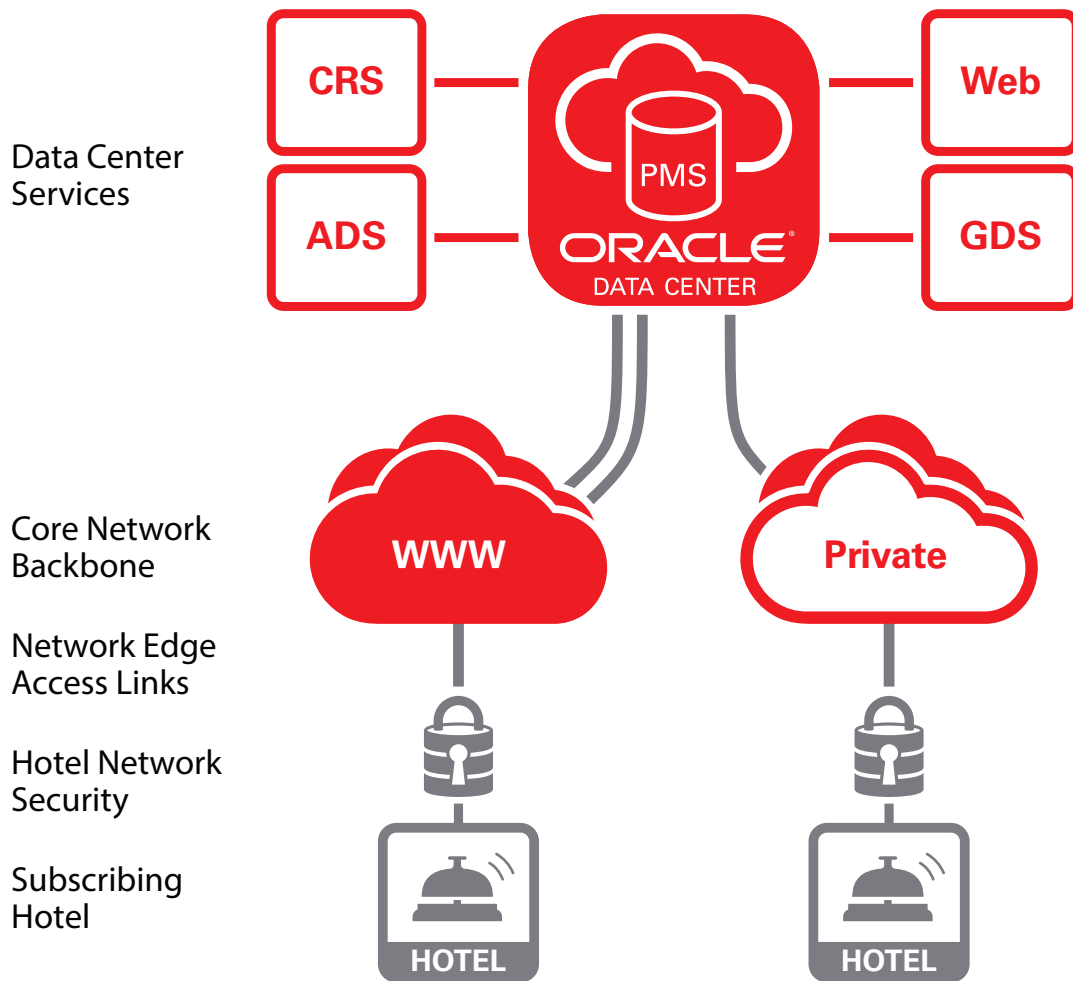 CRS
Web
Data Center
Services
PMS
ADS
GDS
ORACLE®
DATA CENTER
Core Network
Backbone
WWW
Private
Network Edge
Access Links
Hotel Network
Security
Subscribing
Hotel
HOTEL
HOTEL